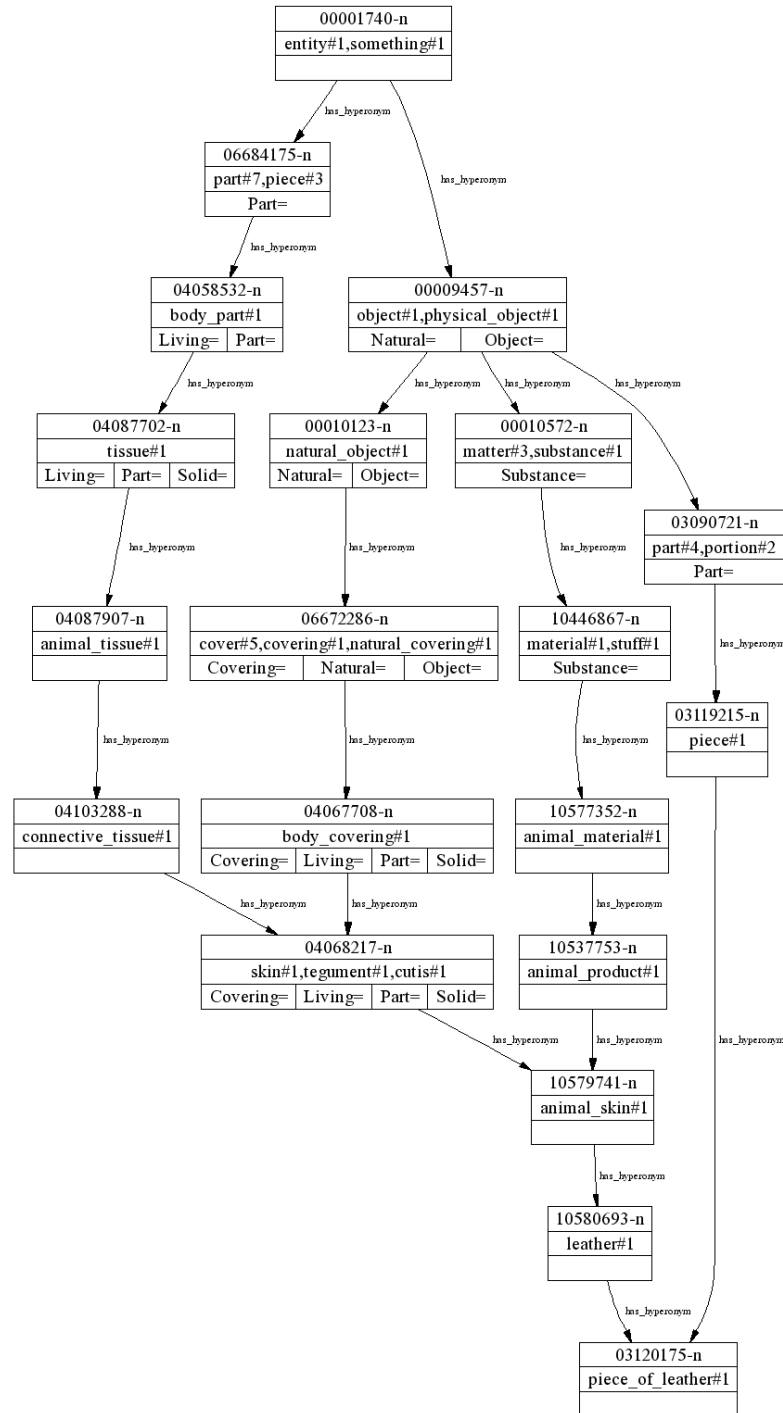 00001740-n
entity#1,something#1
has_hyperonym
06684175-n
part#7,piece#3
Part=
has_hyperonym
has_hyperonym
04058532-n
body_part#1
Living= Part=
00009457-n
object#1,physical_object#1
Natural= Object=
has_hyperonym
has_hyperonym
has_hyperonym
has_hyperonym
04087702-n
tissue#1
Living= Part= Solid=
00010123-n
natural_object#1
Natural= Object=
00010572-n
matter#3,substance#1
Substance=
03090721-n
part#4,portion#2
Part=
has_hyperonym
has_hyperonym
has_hyperonym
04087907-n
animal_tissue#1
06672286-n
cover#5,covering#1,natural_covering#1
Covering= Natural= Object=
10446867-n
material#1,stuff#1
Substance=
has_hyperonym
03119215-n
piece#1
has_hyperonym
has_hyperonym
has_hyperonym
04103288-n
connective_tissue#1
04067708-n
body_covering#1
Covering= Living= Part= Solid=
10577352-n
animal_material#1
has_hyperonym
has_hyperonym
has_hyperonym
04068217-n
skin#1,tegument#1,cutis#1
Covering= Living= Part= Solid=
10537753-n
animal_product#1
has_hyperonym
has_hyperonym
has_hyperonym
10579741-n
animal_skin#1
has_hyperonym
10580693-n
leather#1
has_hyperonym
03120175-n
piece_of_leather#1